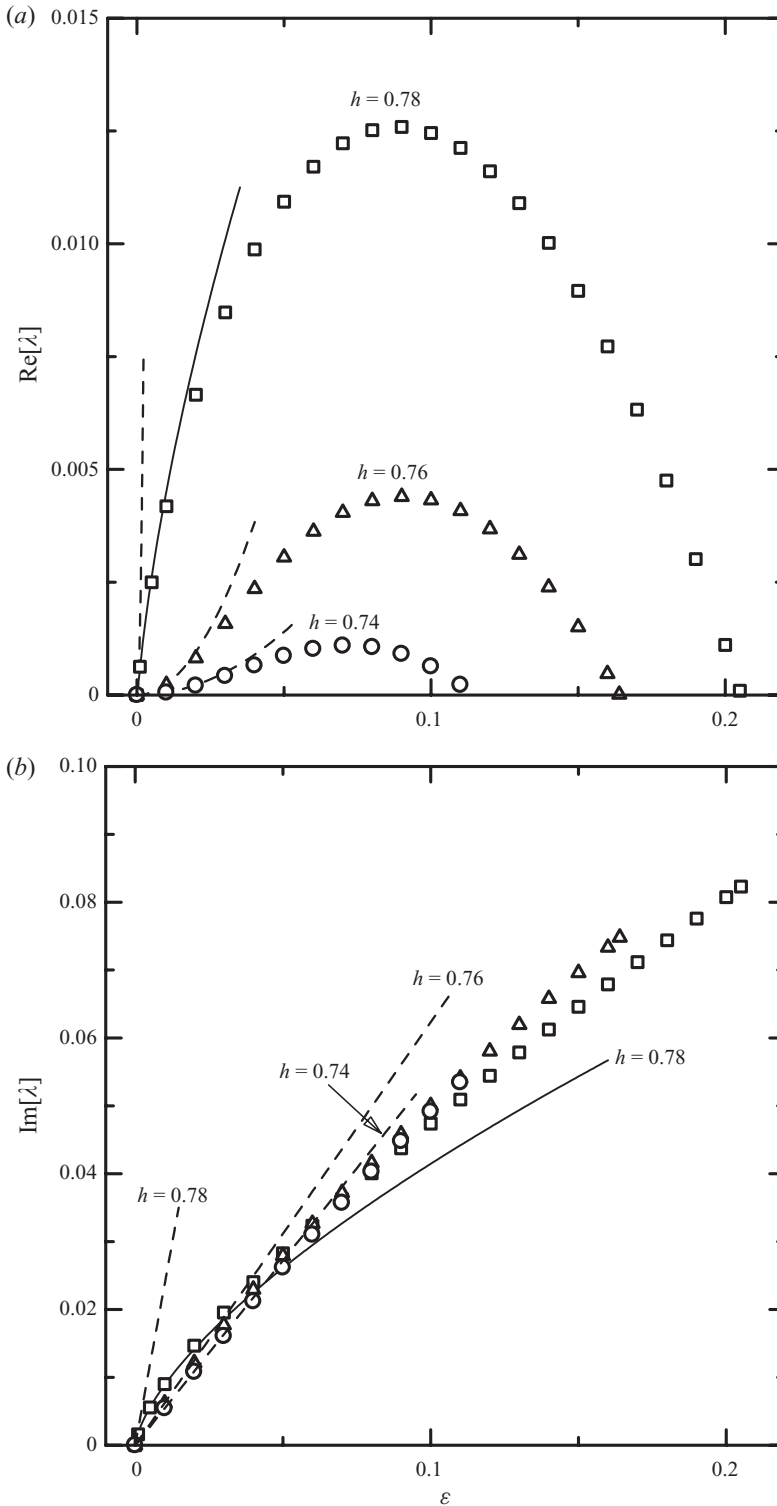 (a)
0.015
h = 0.78
0.010
Re[λ]
h = 0.76
0.005
h = 0.74
0
0
0.1
0.2
(b)
0.10
0.08
h = 0.76
0.06
h = 0.78
h = 0.74
Im[λ]
0.04
h = 0.78
0.02
0
0
0.1
0.2
ε